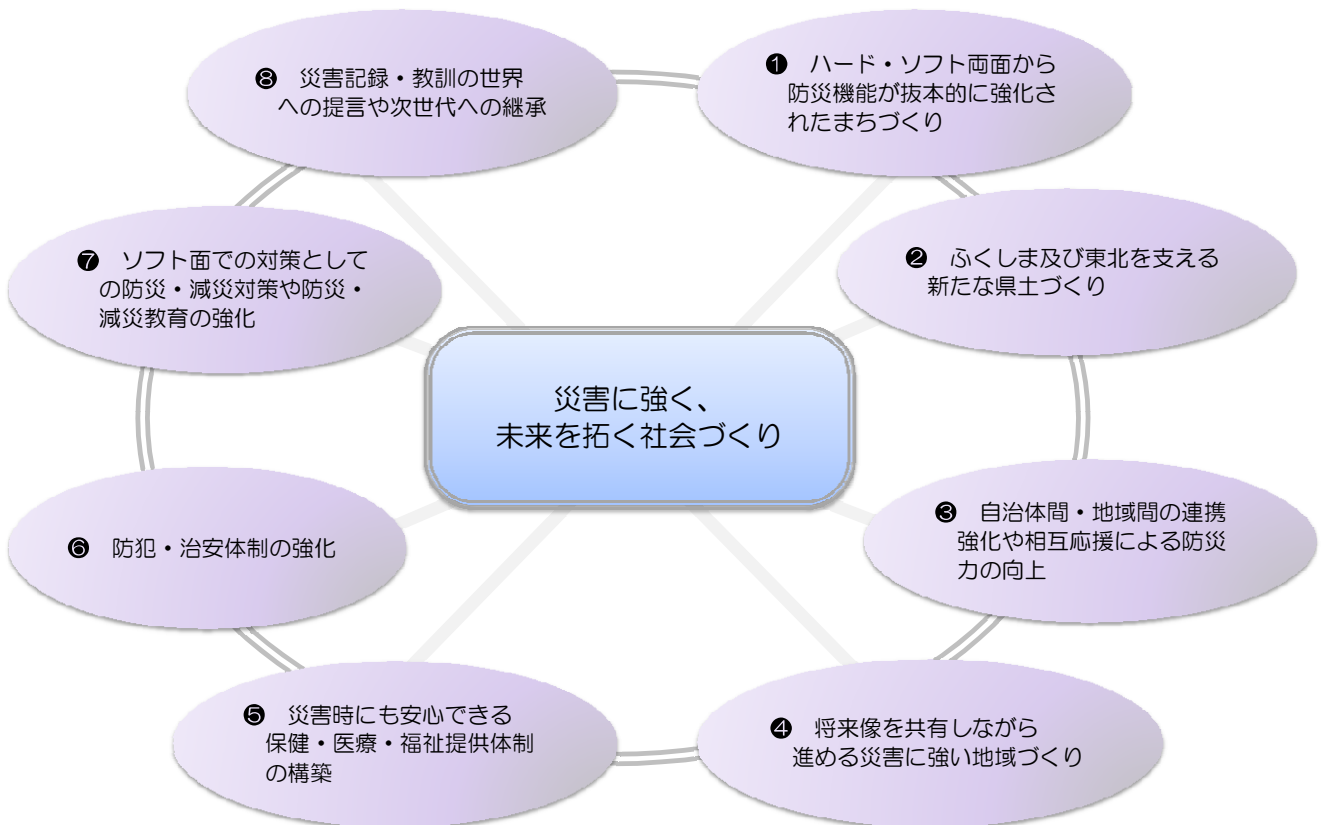 ❶ ハード・ソフト両面から
防災機能が抜本的に強化さ
れたまちづくり
❷ ふくしま及び東北を支える
新たな県土づくり
❸ 自治体間・地域間の連携
強化や相互応援による防災
力の向上
❹ 将来像を共有しながら
進める災害に強い地域づくり
❺ 災害時にも安心できる
保健・医療・福祉提供体制
の構築
❻ 防犯・治安体制の強化
❼ ソフト面での対策として
の防災・減災対策や防災・
減災教育の強化
❽ 災害記録・教訓の世界
への提言や次世代への継承
災害に強く、
未来を拓く社会づくり